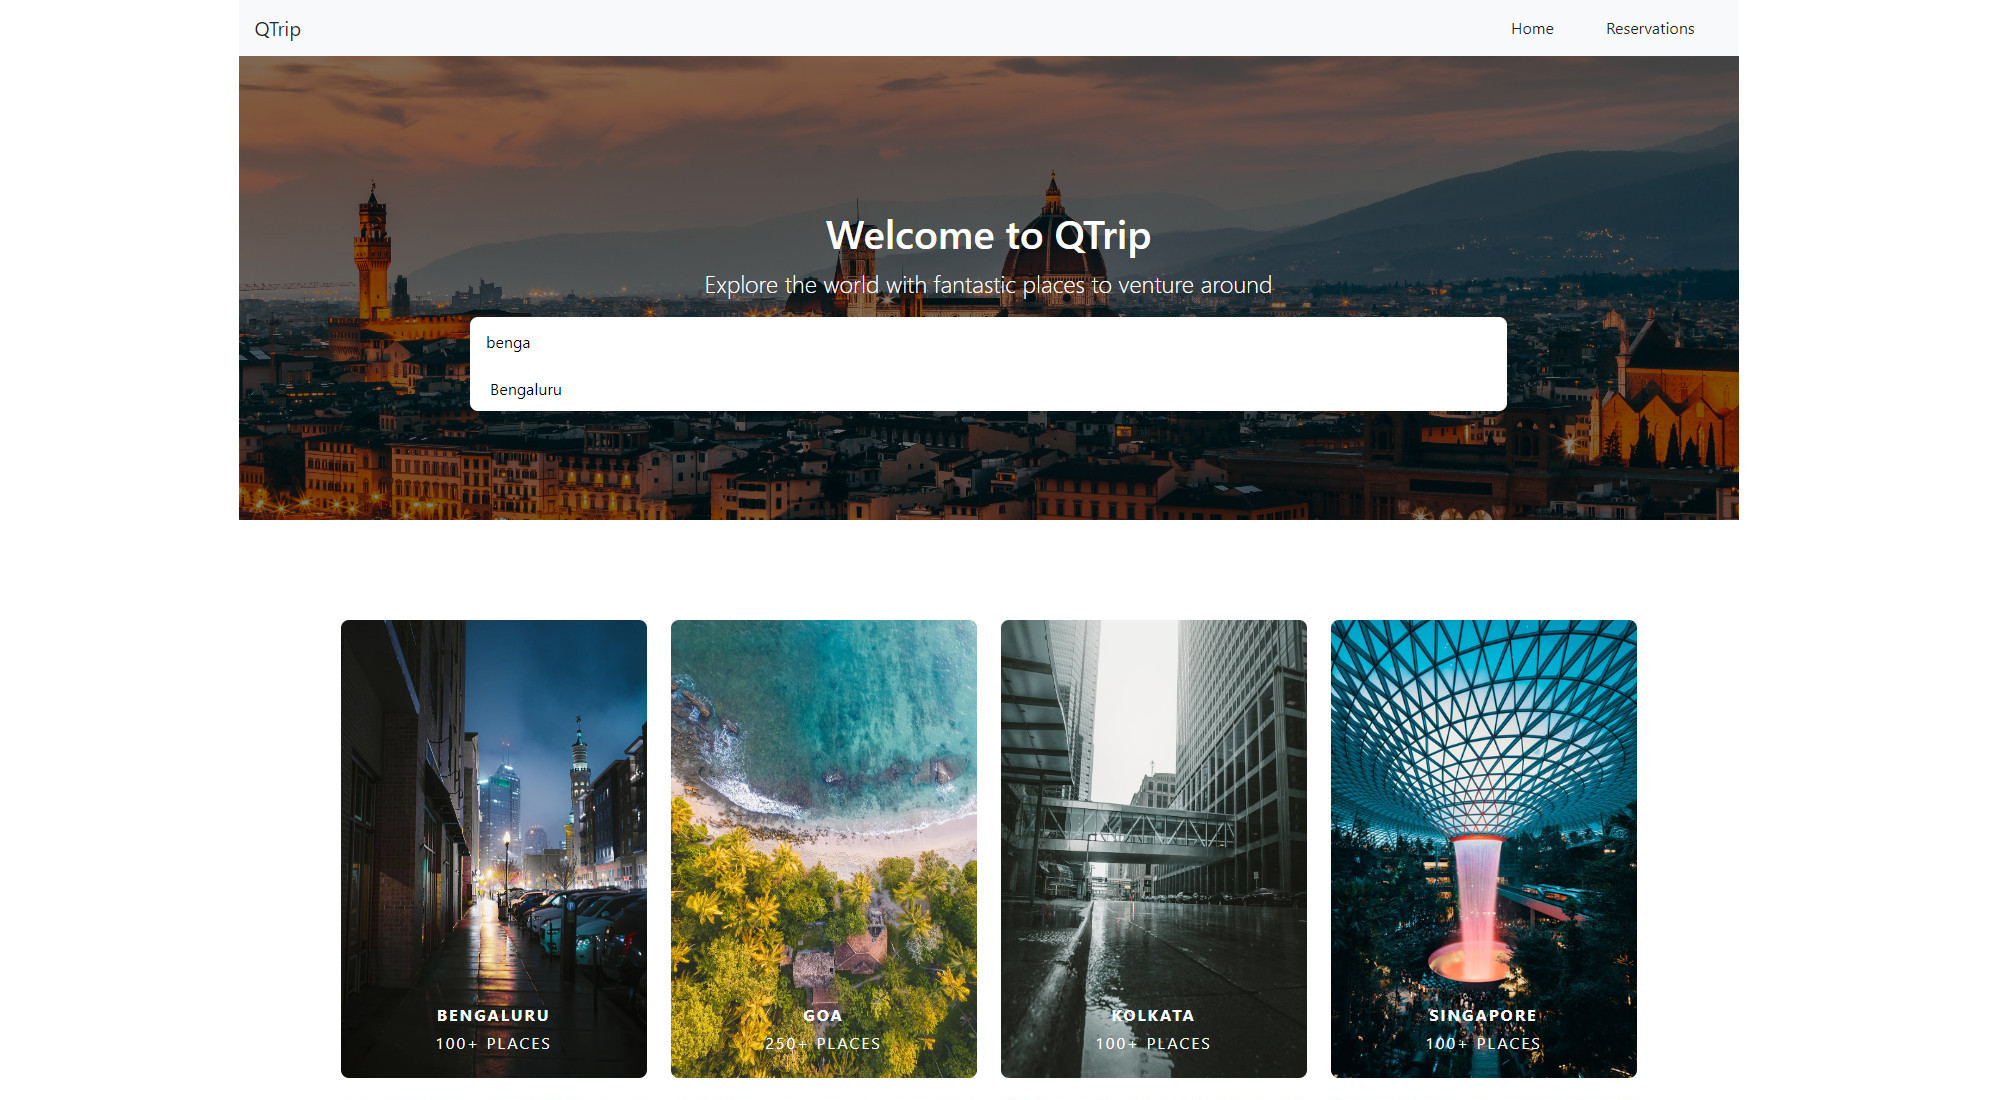 QTrip
Home
Reservations
Welcome to QTrip
Explore the world with fantastic places to venture around
benga
Bengaluru
BENGALURU
100+ PLACES
GOA
250+ PLACES
KOLKATA
100+ PLACES
SINGAPORE
100+ PLACES